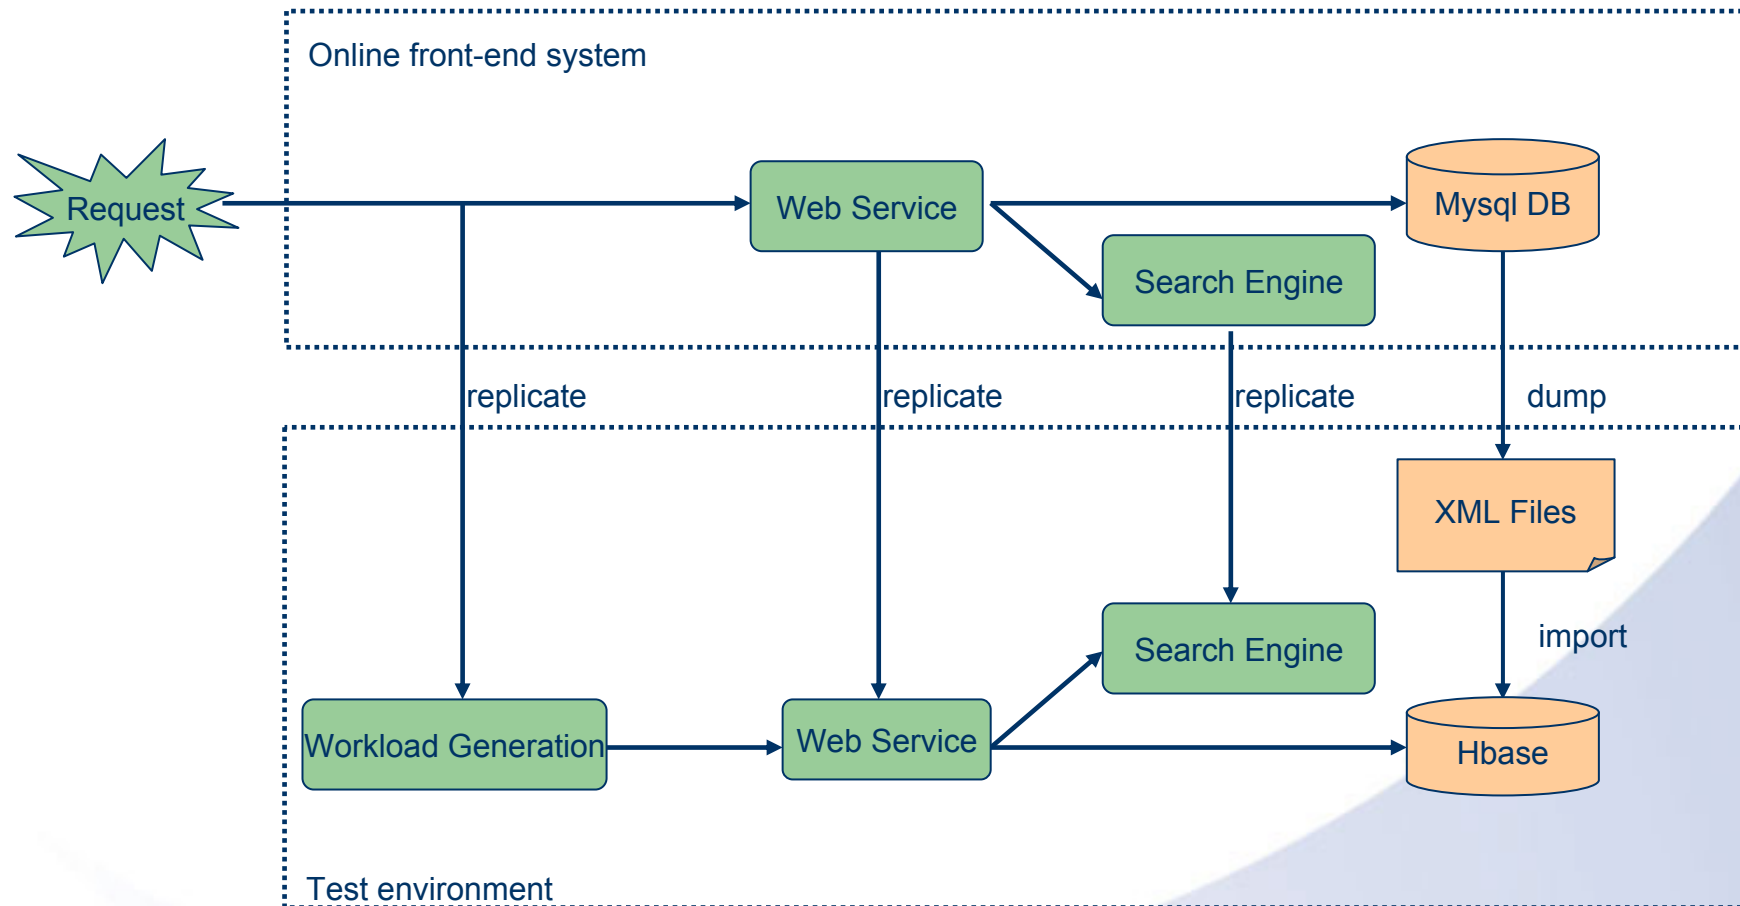 Online front-end system
Request
Web Service
Mysql DB
Search Engine
replicate
replicate
replicate
dump
XML Files
import
Search Engine
Workload Generation
Web Service
Hbase
Test environment